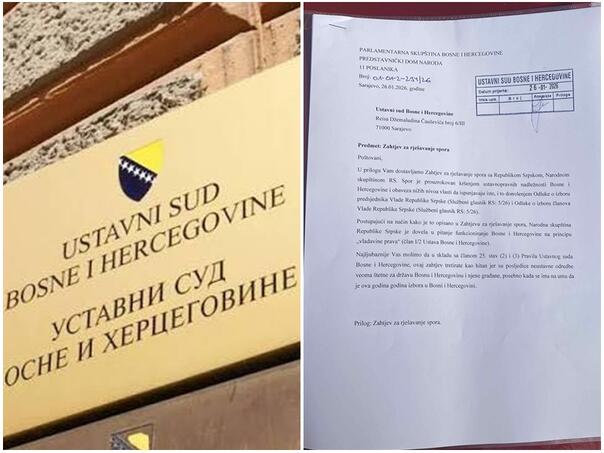 USTAVNI SUD
BOSNE I HERCEGOVINE
УСТАВНИ СУД
ОСНЕ И ХЕРЦЕГОВИНЕ
PARLAMENTARNA SKUPŠTINA BOSNE I HERCEGOVINE
PREDSTAVNIČKI DOM NARODA
11 POSLANIKA
Broj: 01-01-2-251/26
Sarajevo, 26.01.2026. godine
USTAVNI SUD BOSNE I HERCEGOVINE
Datum prijema: 26-01-2026
Broj
Prilozi
Ustavni sud Bosne i Hercegovine
Reisa Džemaludina Čauševića broj 6/III
71000 Sarajevo
Predmet: Zahtjev za rješavanje spora
Poštovani,
U prilogu Vam dostavljamo Zahtjev za rješavanje spora sa Republikom Srpskom, Narodnom
skupštinom RS. Spor je prouzrokovan kršenjem ustavnopravnih nadležnosti Bosne i
Hercegovine i obaveza nižih nivoa vlasti da ispunjavaju iste, i to donošenjem Odluke o izboru
predsjednika Vlade Republike Srpske (Službeni glasnik RS: 5/26) i Odluke o izboru članova
Vlade Republike Srpske (Službeni glasnik RS: 5/26).
Postupajući na način kako je to opisano u Zahtjevu za rješavanje spora, Narodna skupština
Republike Srpske je dovela u pitanje funkcioniranje Bosne i Hercegovine na principu
„vladavine prava” (član I/2 Ustava Bosne i Hercegovine).
Najljubaznije Vas molimo da u skladu sa članom 25. stav (2) i (3) Pravila Ustavnog suda
Bosne i Hercegovine, ovaj zahtjev tretirate kao hitan jer su posljedice neustavne odredbe
veoma štetne za državu Bosnu i Hercegovinu i njene građane, posebno kada se ima na umu da
je ova godina godina izbora u Bosni i Hercegovini.
Prilog: Zahtjev za rješavanje spora.